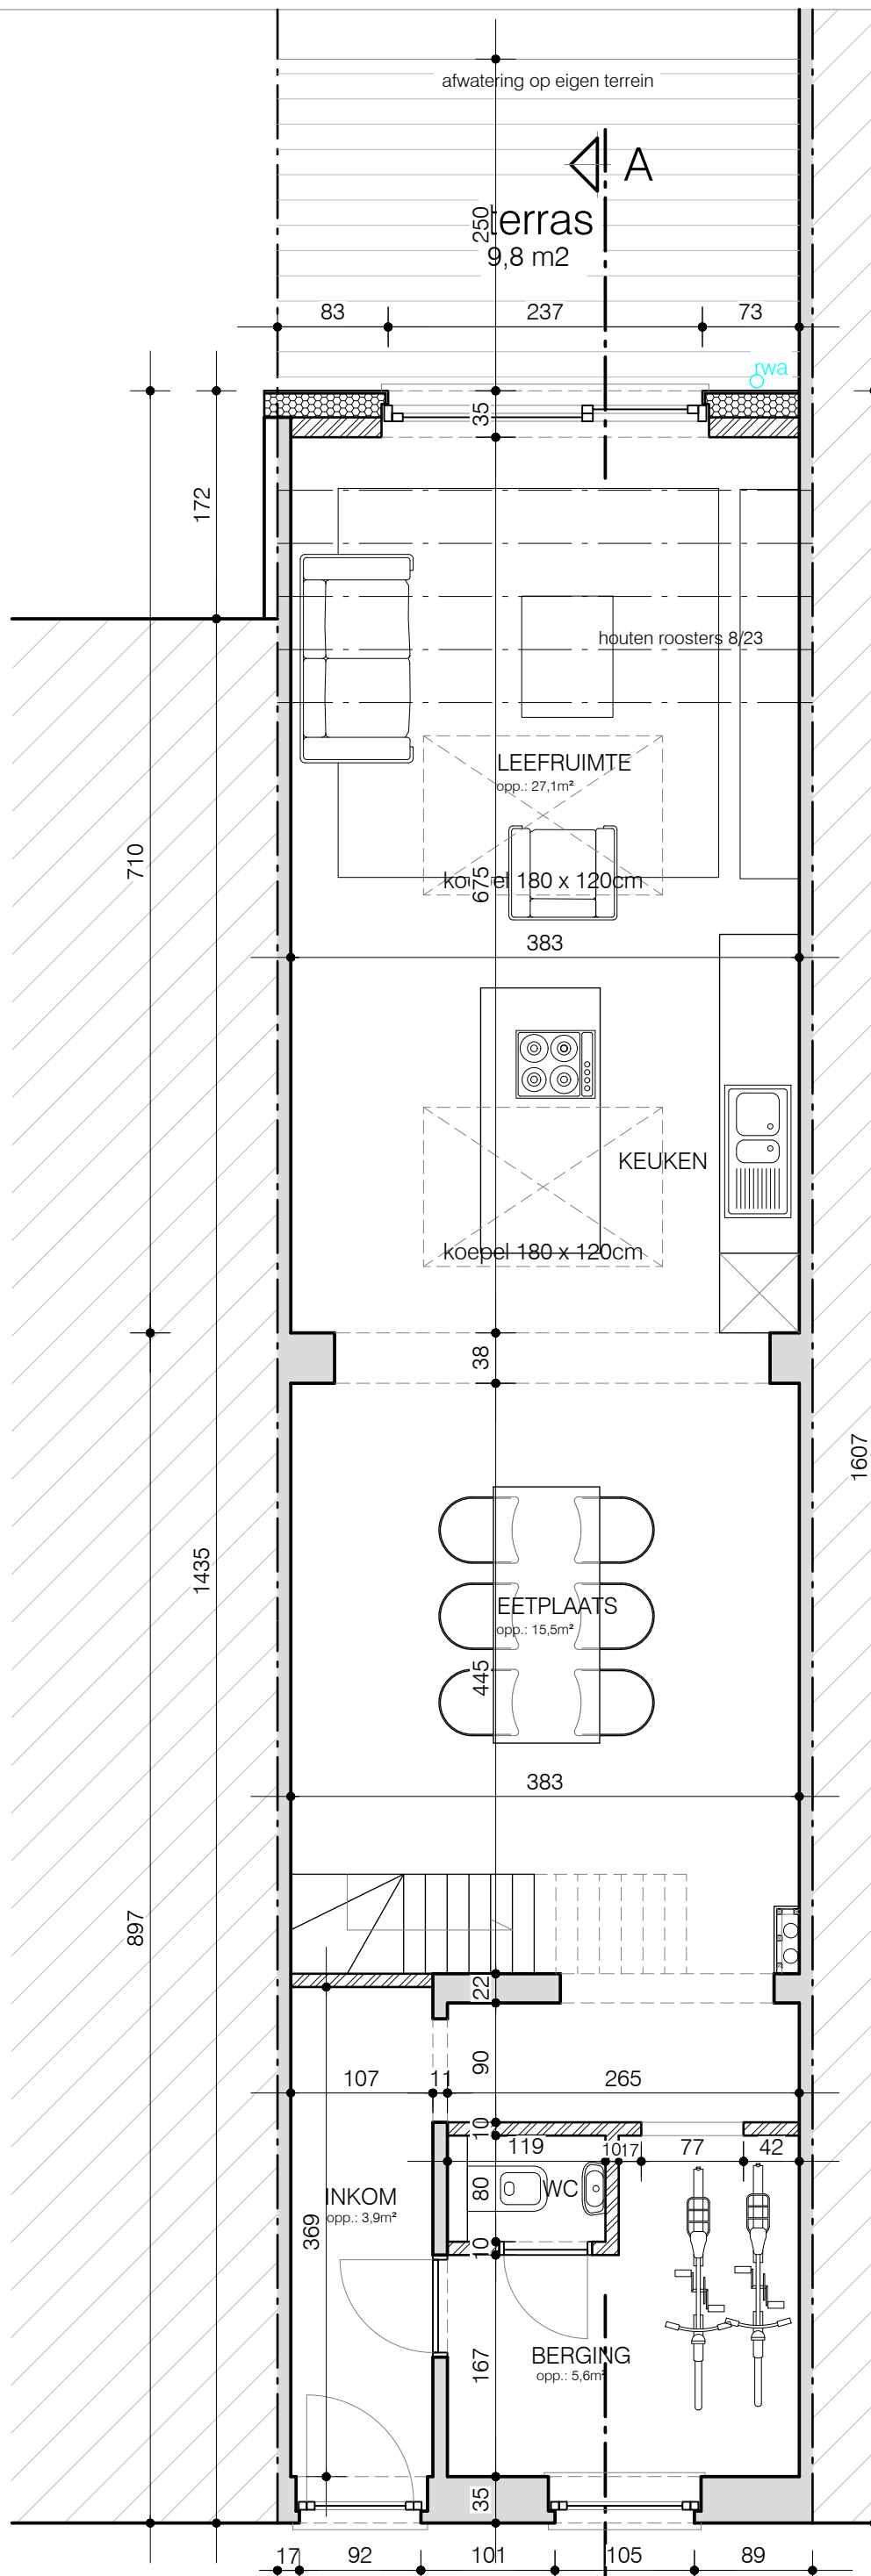 afwatering op eigen terrein
A
250
terras
9,8 m2
83
237
73
rwa
35
172
houten roosters 8/23
LEEFRUIMTE
opp.: 27,1m²
710
675
koepel 180 x 120cm
383
KEUKEN
koepel 180 x 120cm
38
1607
1435
EETPLAATS
opp.: 15,5m²
445
383
897
22
90
107
11
265
10
119
10
17
77
42
80
WC
INKOM
opp.: 3,9m²
369
10
BERGING
opp.: 5,6m²
167
35
17
92
101
105
89